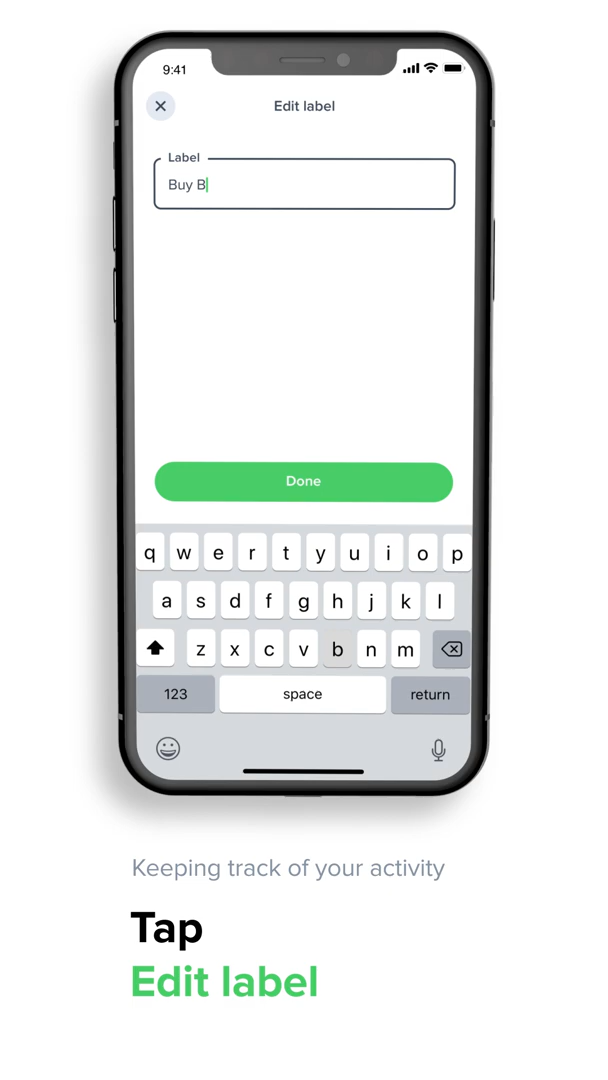 9:41
Edit label
Label
Buy B
Done
q w e r t y u i o p
a s d f g h j k l
z x c v b n m
123 space return
Keeping track of your activity
Tap
Edit label